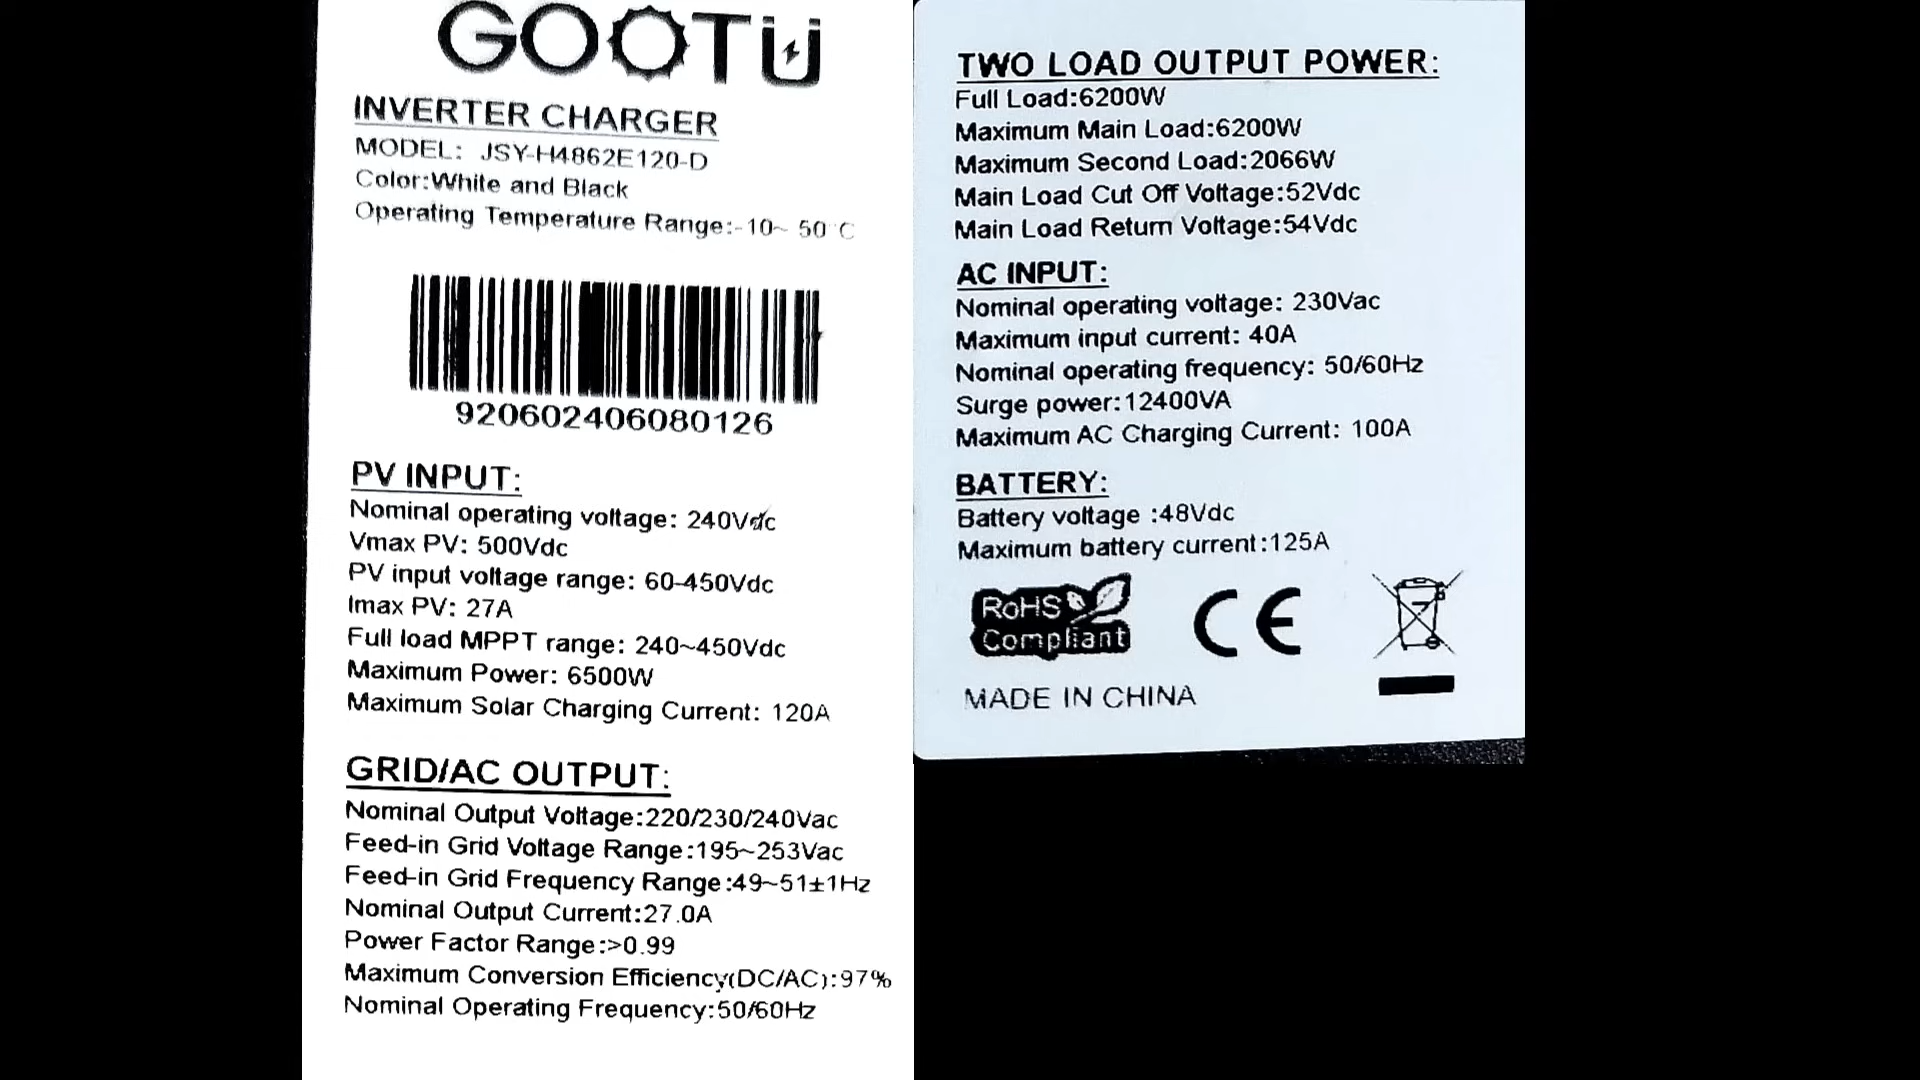 GOOTU
INVERTER CHARGER
MODEL: JSY-H4862E120-D
Color:White and Black
Operating Temperature Range:-10~ 50°C
920602406080126
PV INPUT:
Nominal operating voltage: 240Vdc
Vmax PV: 500Vdc
PV input voltage range: 60-450Vdc
Imax PV: 27A
Full load MPPT range: 240~450Vdc
Maximum Power: 6500W
Maximum Solar Charging Current: 120A
GRID/AC OUTPUT:
Nominal Output Voltage:220/230/240Vac
Feed-in Grid Voltage Range:195~253Vac
Feed-in Grid Frequency Range:49~51±1Hz
Nominal Output Current:27.0A
Power Factor Range:>0.99
Maximum Conversion Efficiency(DC/AC):97%
Nominal Operating Frequency:50/60Hz
TWO LOAD OUTPUT POWER:
Full Load:6200W
Maximum Main Load:6200W
Maximum Second Load:2066W
Main Load Cut Off Voltage:52Vdc
Main Load Return Voltage:54Vdc
AC INPUT:
Nominal operating voltage: 230Vac
Maximum input current: 40A
Nominal operating frequency: 50/60Hz
Surge power:12400VA
Maximum AC Charging Current: 100A
BATTERY:
Battery voltage :48Vdc
Maximum battery current:125A
RoHS
Compliant
CE
MADE IN CHINA